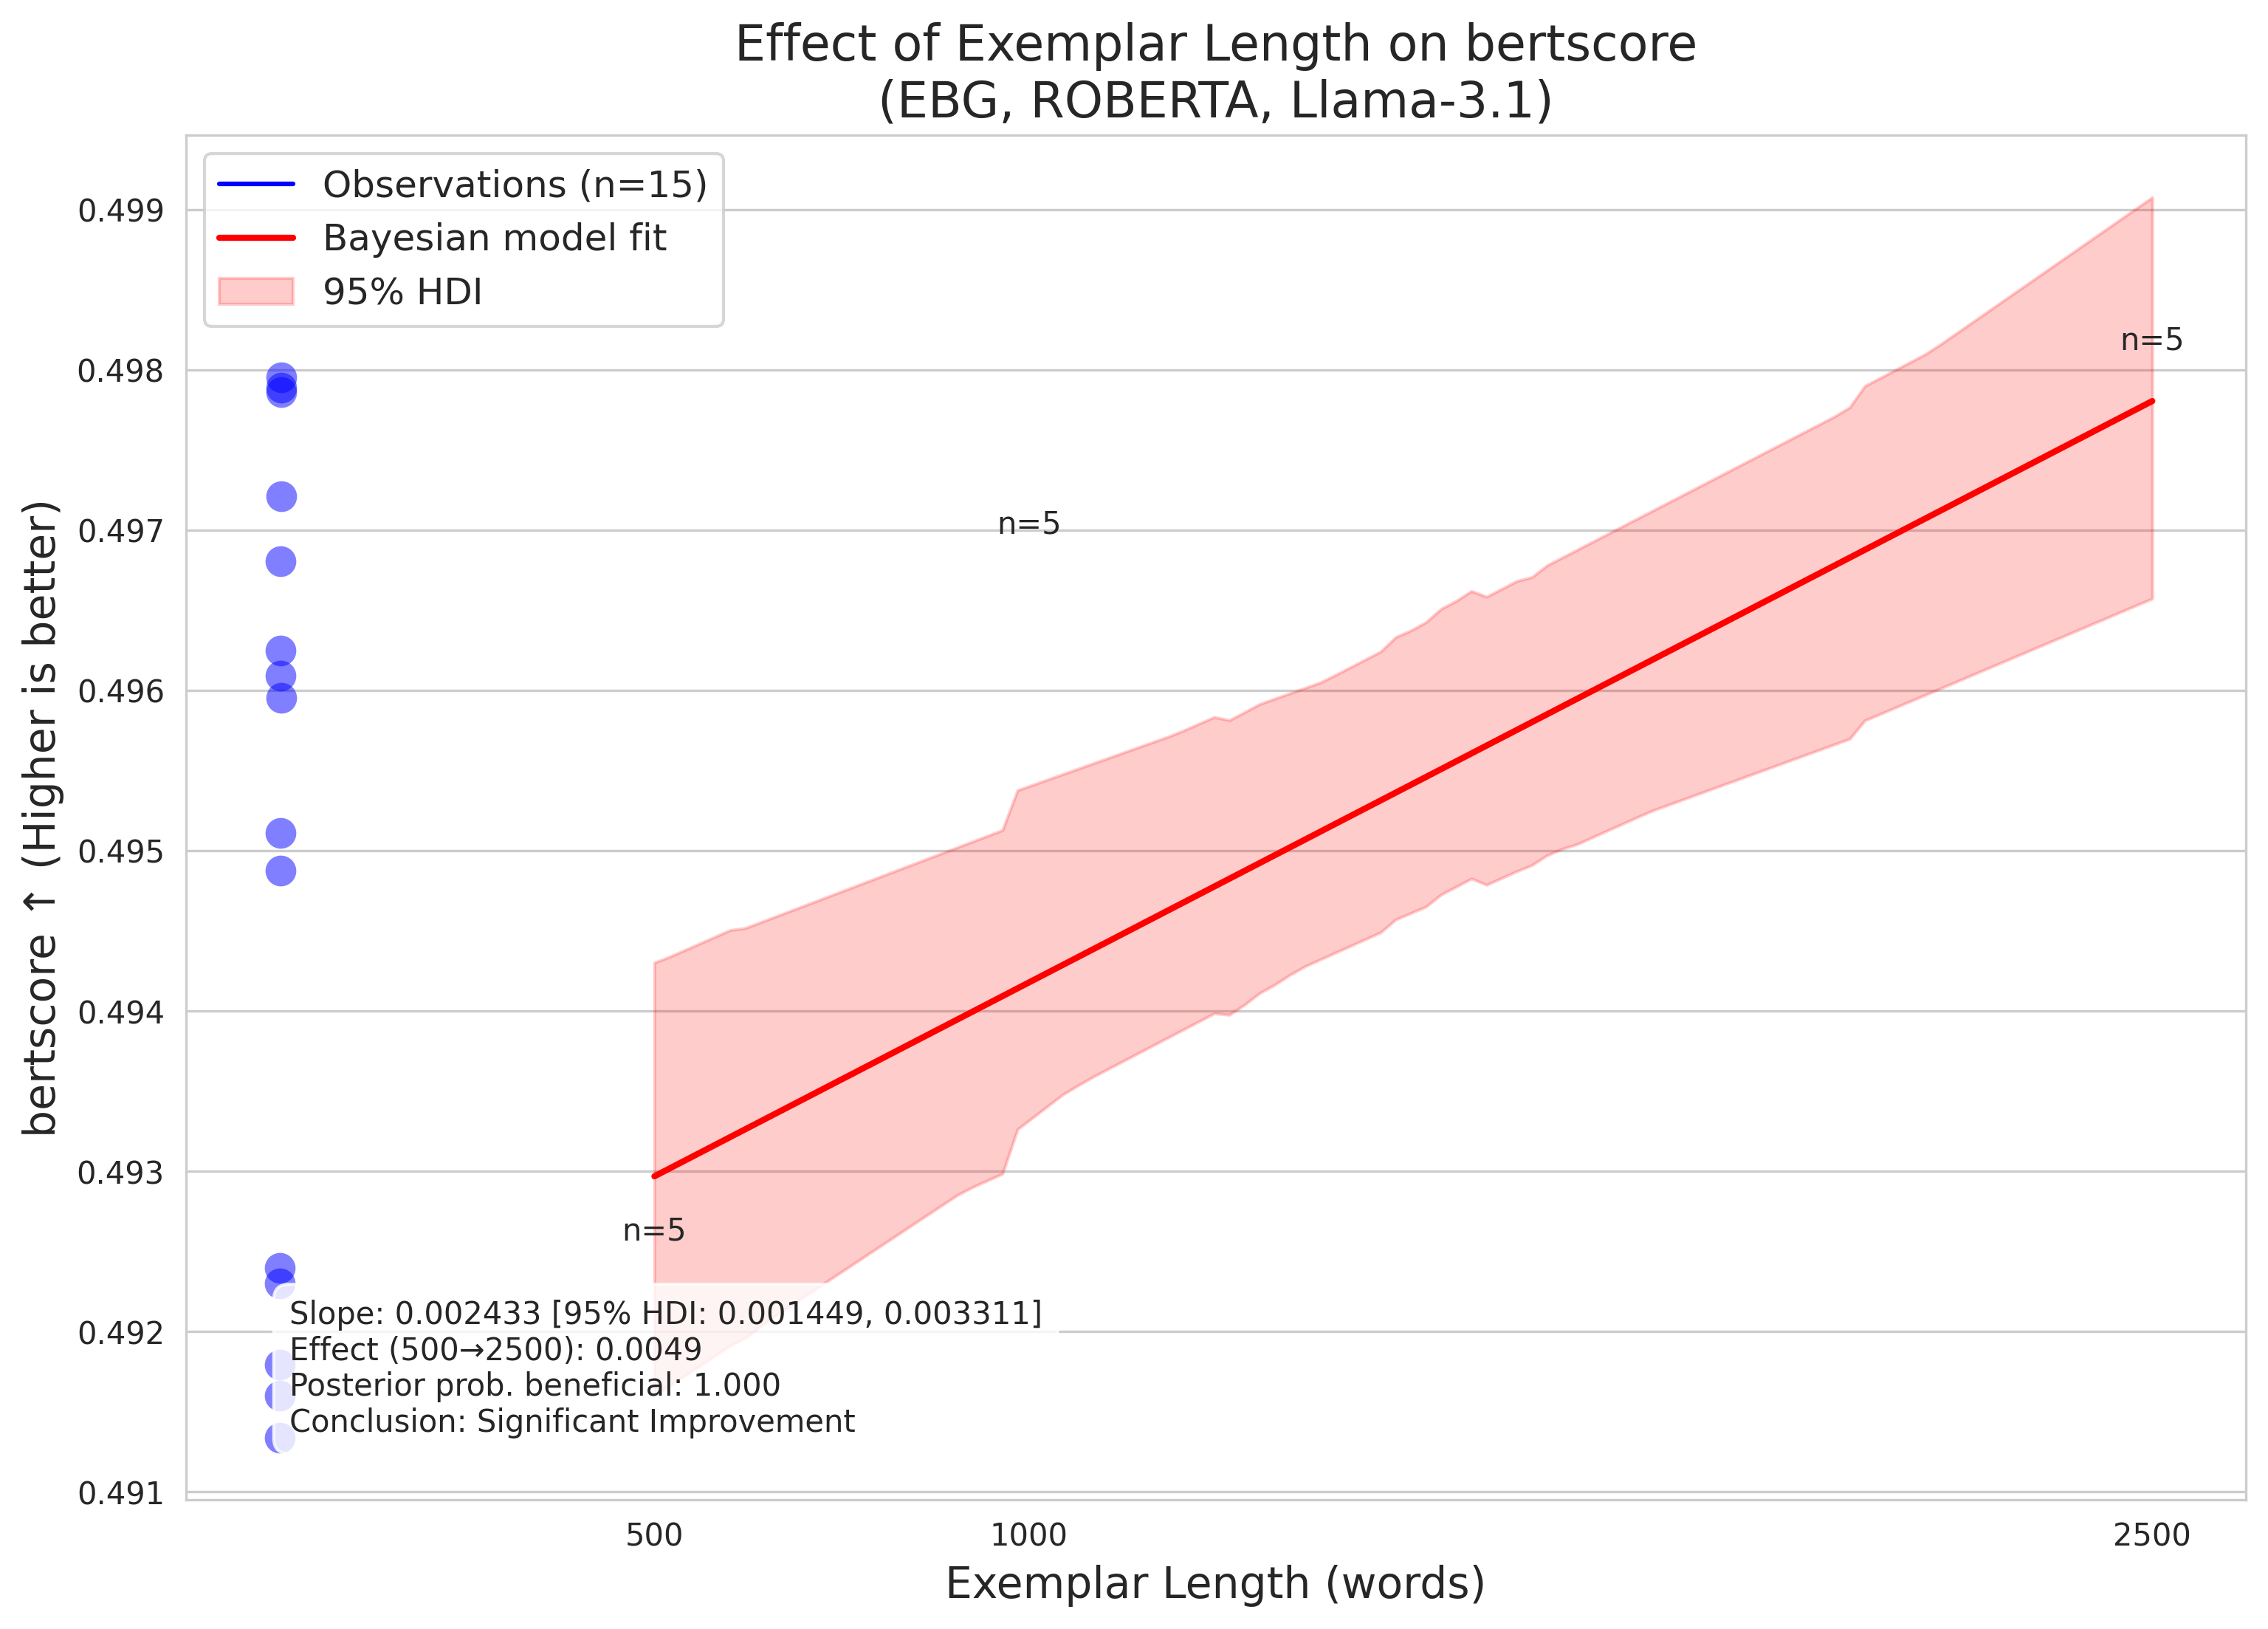 Effect of Exemplar Length on bertscore
(EBG, ROBERTA, Llama-3.1)
Observations (n=15)
Bayesian model fit
95% HDI
bertscore ↑ (Higher is better)
0.499
0.498
0.497
0.496
0.495
0.494
0.493
0.492
0.491
n=5
n=5
n=5
Slope: 0.002433 [95% HDI: 0.001449, 0.003311]
Effect (500→2500): 0.0049
Posterior prob. beneficial: 1.000
Conclusion: Significant Improvement
500
1000
2500
Exemplar Length (words)